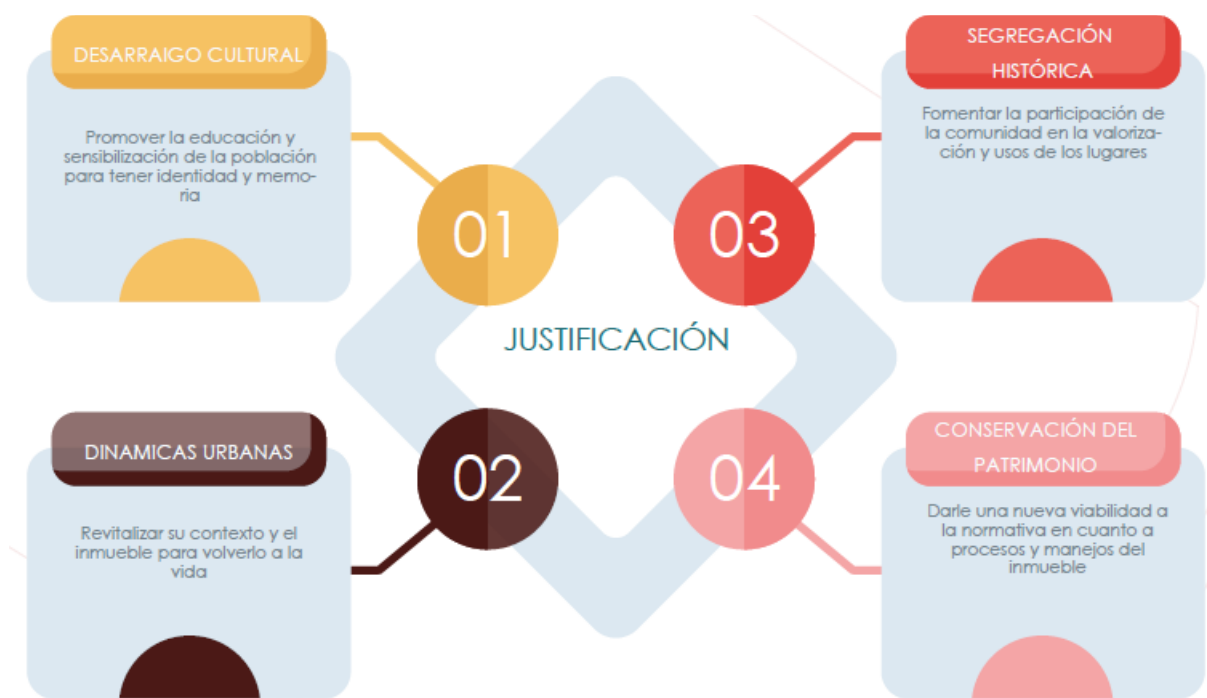 DESARRAIGO CULTURAL
Promover la educación y
sensibilización de la población
para tener identidad y memo-
ria
01
DINAMICAS URBANAS
Revitalizar su contexto y el
inmueble para volverlo a la
vida
02
JUSTIFICACIÓN
SEGREGACIÓN
HISTÓRICA
Fomentar la participación de
la comunidad en la valoriza-
ción y usos de los lugares
03
CONSERVACIÓN DEL
PATRIMONIO
Darle una nueva viabilidad a
la normativa en cuanto a
procesos y manejos del
inmueble
04